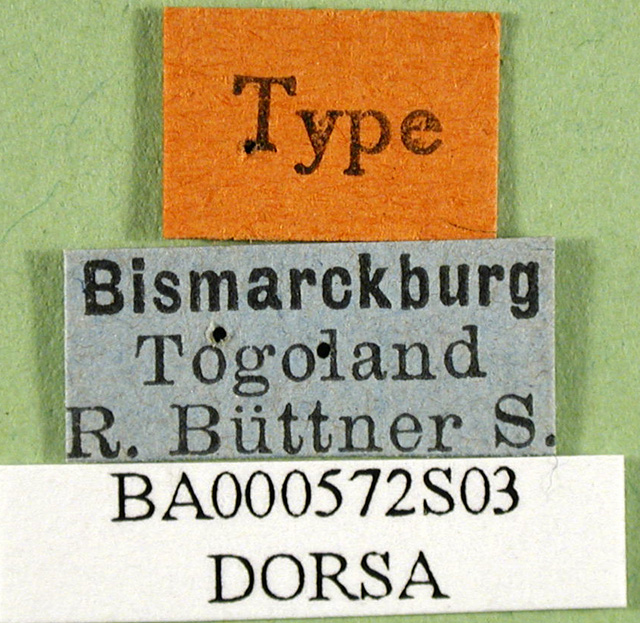 Type
Bismarckburg
Togoland
R. Büttner S.
BA000572S03
DORSA